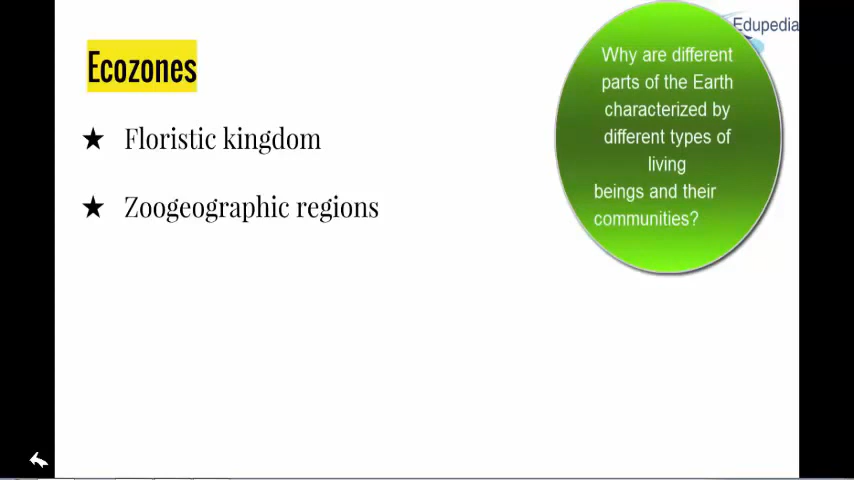 Edupedia
Ecozones
★ Floristic kingdom
★ Zoogeographic regions
Why are different
parts of the Earth
characterized by
different types of
living
beings and their
communities?